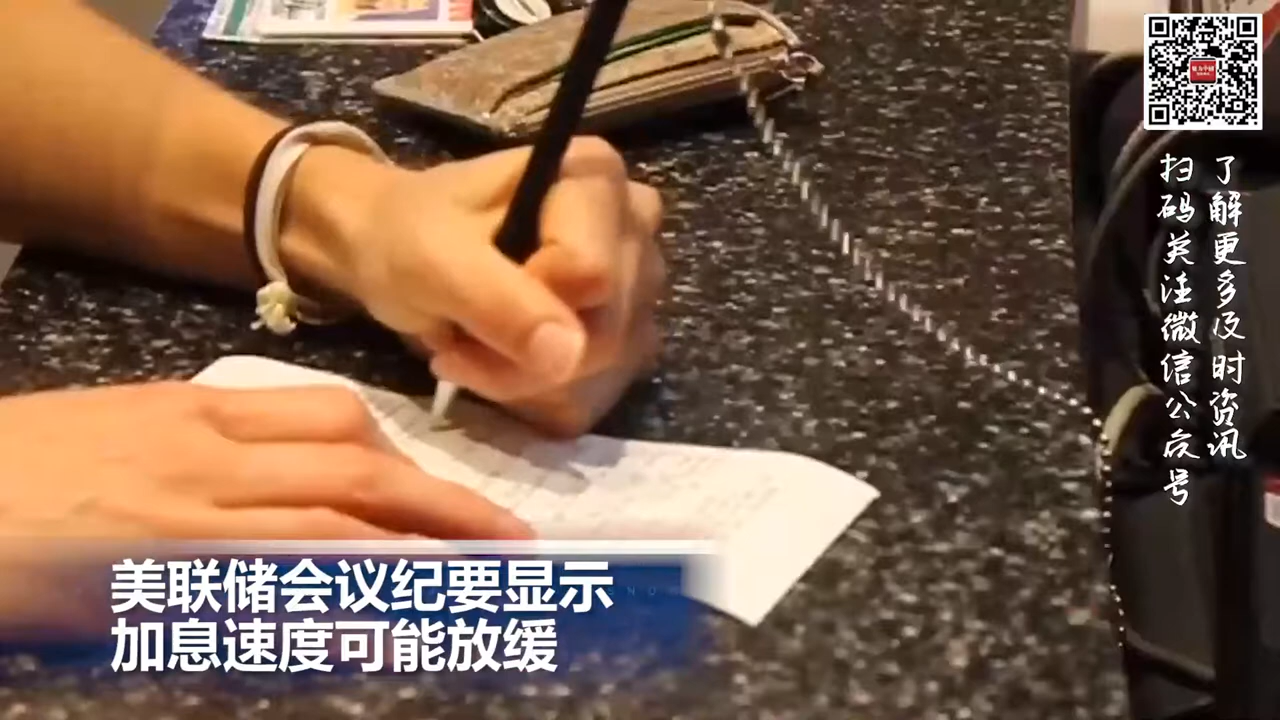 了解更多及时资讯
扫码关注微信公众号
美联储会议纪要显示
加息速度可能放缓